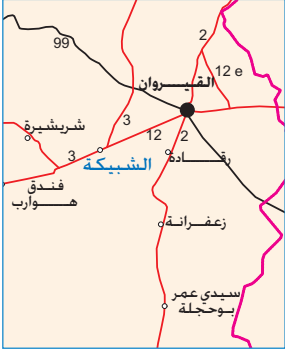 99
2
12 e
القيروان
3
12
2
شريشيرة
3
الشبيكة
رقادة
فندق
هوارب
زعفرانة
سيدي عمر
بوحجلة